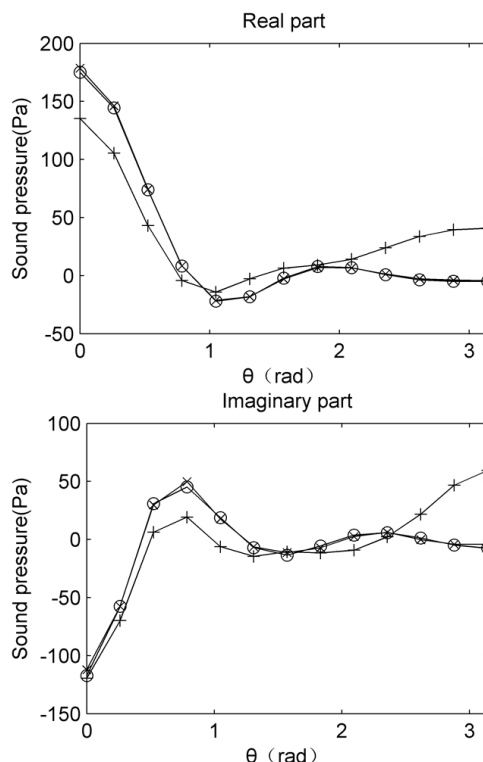 Real part
200
150
100
50
0
-50
Sound pressure(Pa)
0 1 2 3
θ（rad）
Imaginary part
100
50
0
-50
-100
-150
Sound pressure(Pa)
0 1 2 3
θ（rad）